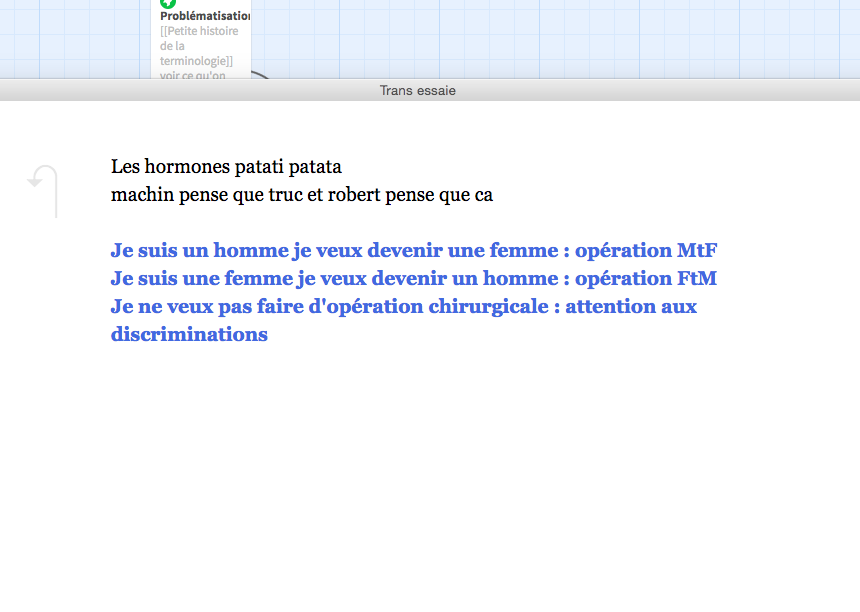 Problématisation
[[Petite histoire
de la
terminologie]]
voir ce qu'on
Trans essaie
Les hormones patati patata
machin pense que truc et robert pense que ca
Je suis un homme je veux devenir une femme : opération MtF
Je suis une femme je veux devenir un homme : opération FtM
Je ne veux pas faire d'opération chirurgicale : attention aux
discriminations